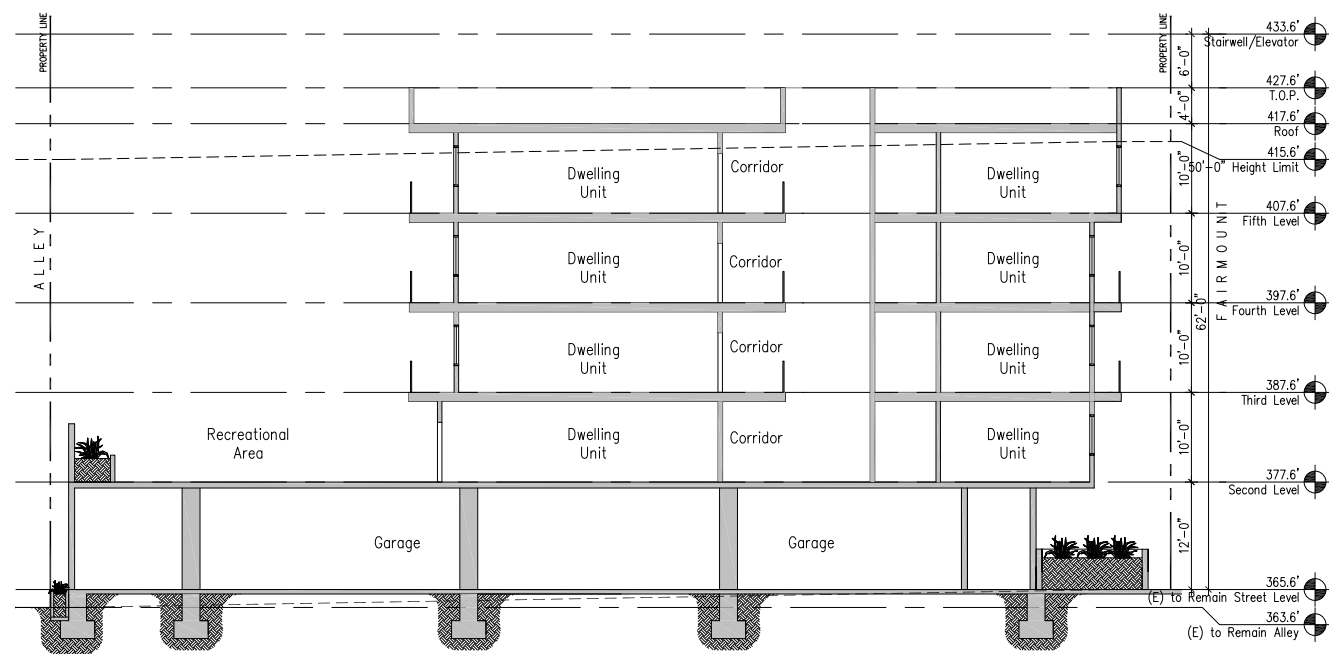 PROPERTY LINE
PROPERTY LINE
433.6'
Stairwell/Elevator
6'-0"
427.6'
T.O.P.
4'-0"
417.6'
Roof
415.6'
50'-0" Height Limit
10'-0"
Dwelling
Unit
Corridor
Dwelling
Unit
407.6'
Fifth Level
ALLEY
FAIRMOUNT
Dwelling
Unit
Corridor
Dwelling
Unit
10'-0"
397.6'
Fourth Level
62'-0"
Dwelling
Unit
Corridor
Dwelling
Unit
10'-0"
387.6'
Third Level
Recreational
Area
Dwelling
Unit
Corridor
Dwelling
Unit
10'-0"
377.6'
Second Level
Garage
Garage
12'-0"
365.6'
(E) to Remain Street Level
363.6'
(E) to Remain Alley